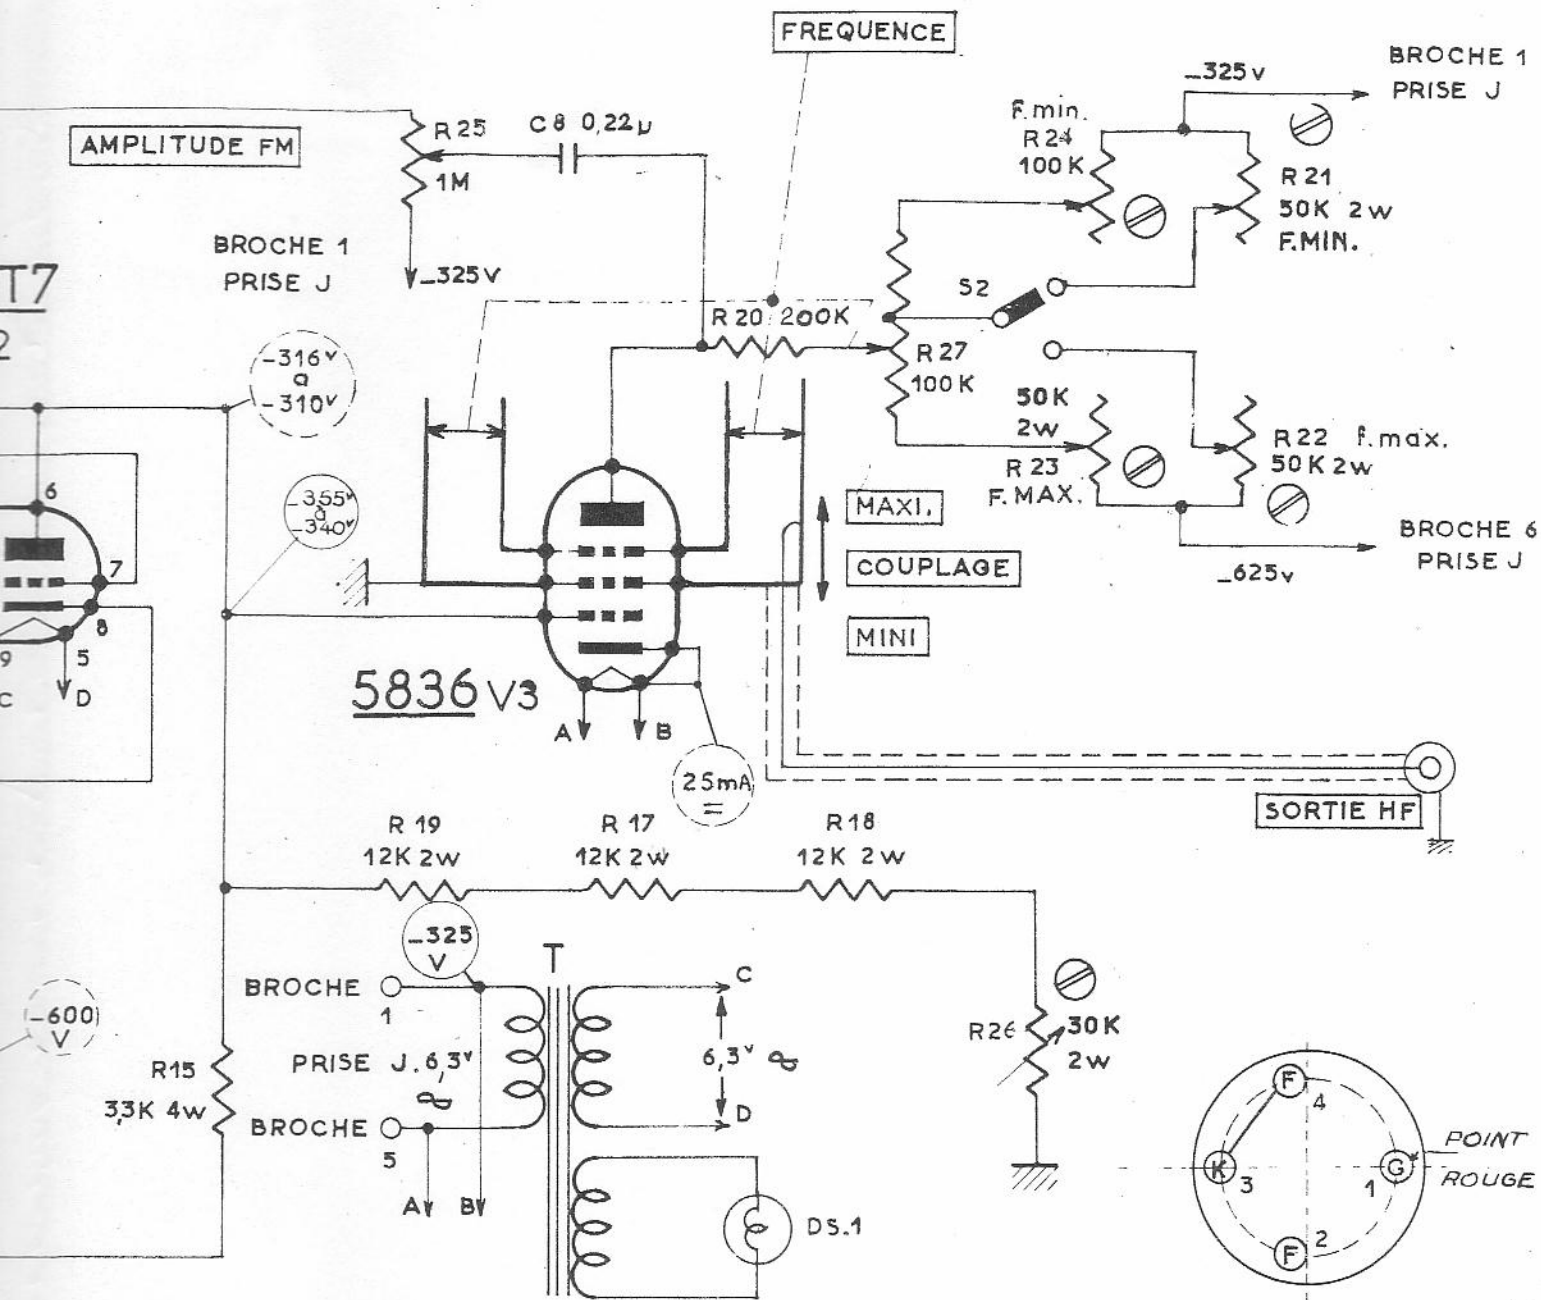 FREQUENCE
BROCHE 1
PRISE J
-325v
AMPLITUDE FM
R25
1M
C8 0,22µ
f.min.
R24
100K
R21
50K 2w
F.MIN.
BROCHE 1
PRISE J
-325v
T7
2
S2
R20 200K
R27
100K
-316v
a
-310v
50K
2w
R23
F.MAX.
R22 f.max.
50K 2w
-355v
a
-340v
6
7
8
9
5
C
D
MAXI.
COUPLAGE
MINI
BROCHE 6
PRISE J
-625v
5836 V3
A
B
25mA
=
SORTIE HF
R19
12K 2w
R17
12K 2w
R18
12K 2w
-325
V
T
BROCHE
1
C
-600
V
PRISE J. 6,3v
6,3v
R26
30K
2w
R15
3,3K 4w
BROCHE
5
D
A
B
DS.1
F
4
K
3
G
1
F
2
POINT
ROUGE